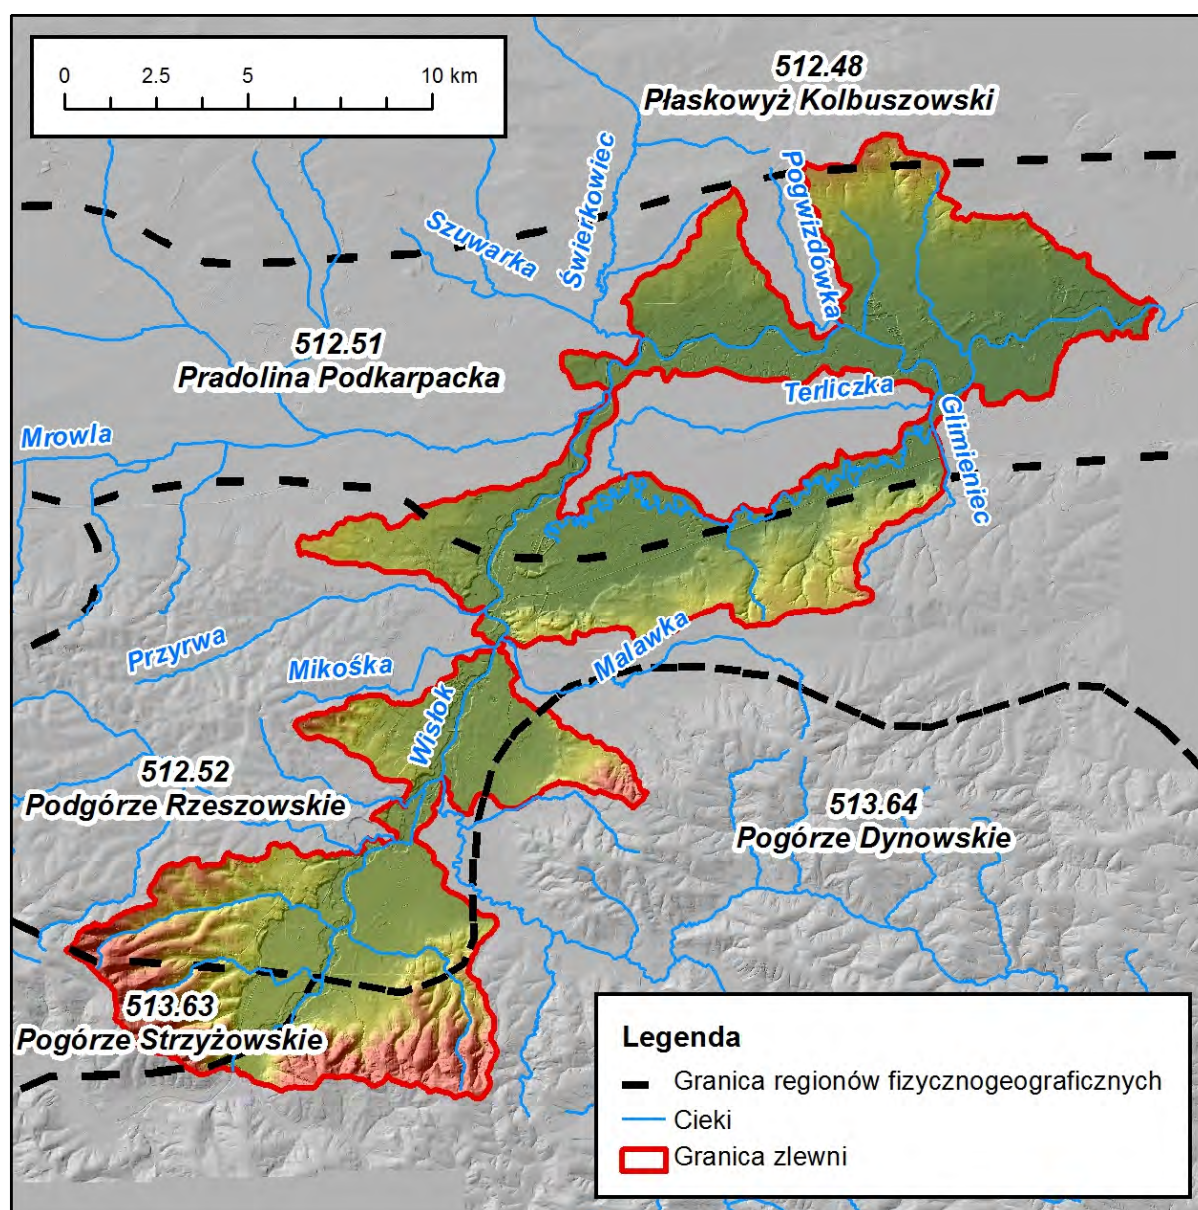 0 2.5 5 10 km
512.48
Płaskowyż Kolbuszowski
Świerkowiec
Pogwizdówka
Szuwarka
512.51
Pradolina Podkarpacka
Terliczka
Glimieniec
Mrowla
Przyrwa
Mikośka
Malawka
Wisłok
512.52
Podgórze Rzeszowskie
513.64
Pogórze Dynowskie
513.63
Pogórze Strzyżowskie
Legenda
Granica regionów fizycznogeograficznych
Cieki
Granica zlewni